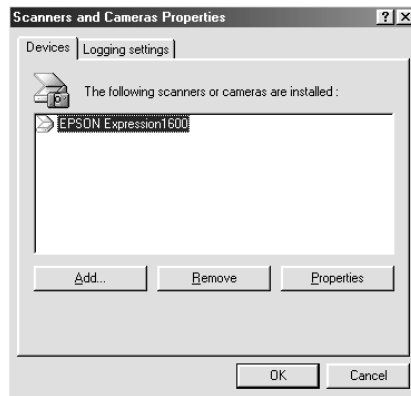 Scanners and Cameras Properties
Devices Logging settings
The following scanners or cameras are installed :
EPSON Expression1600
Add... Remove Properties
OK Cancel